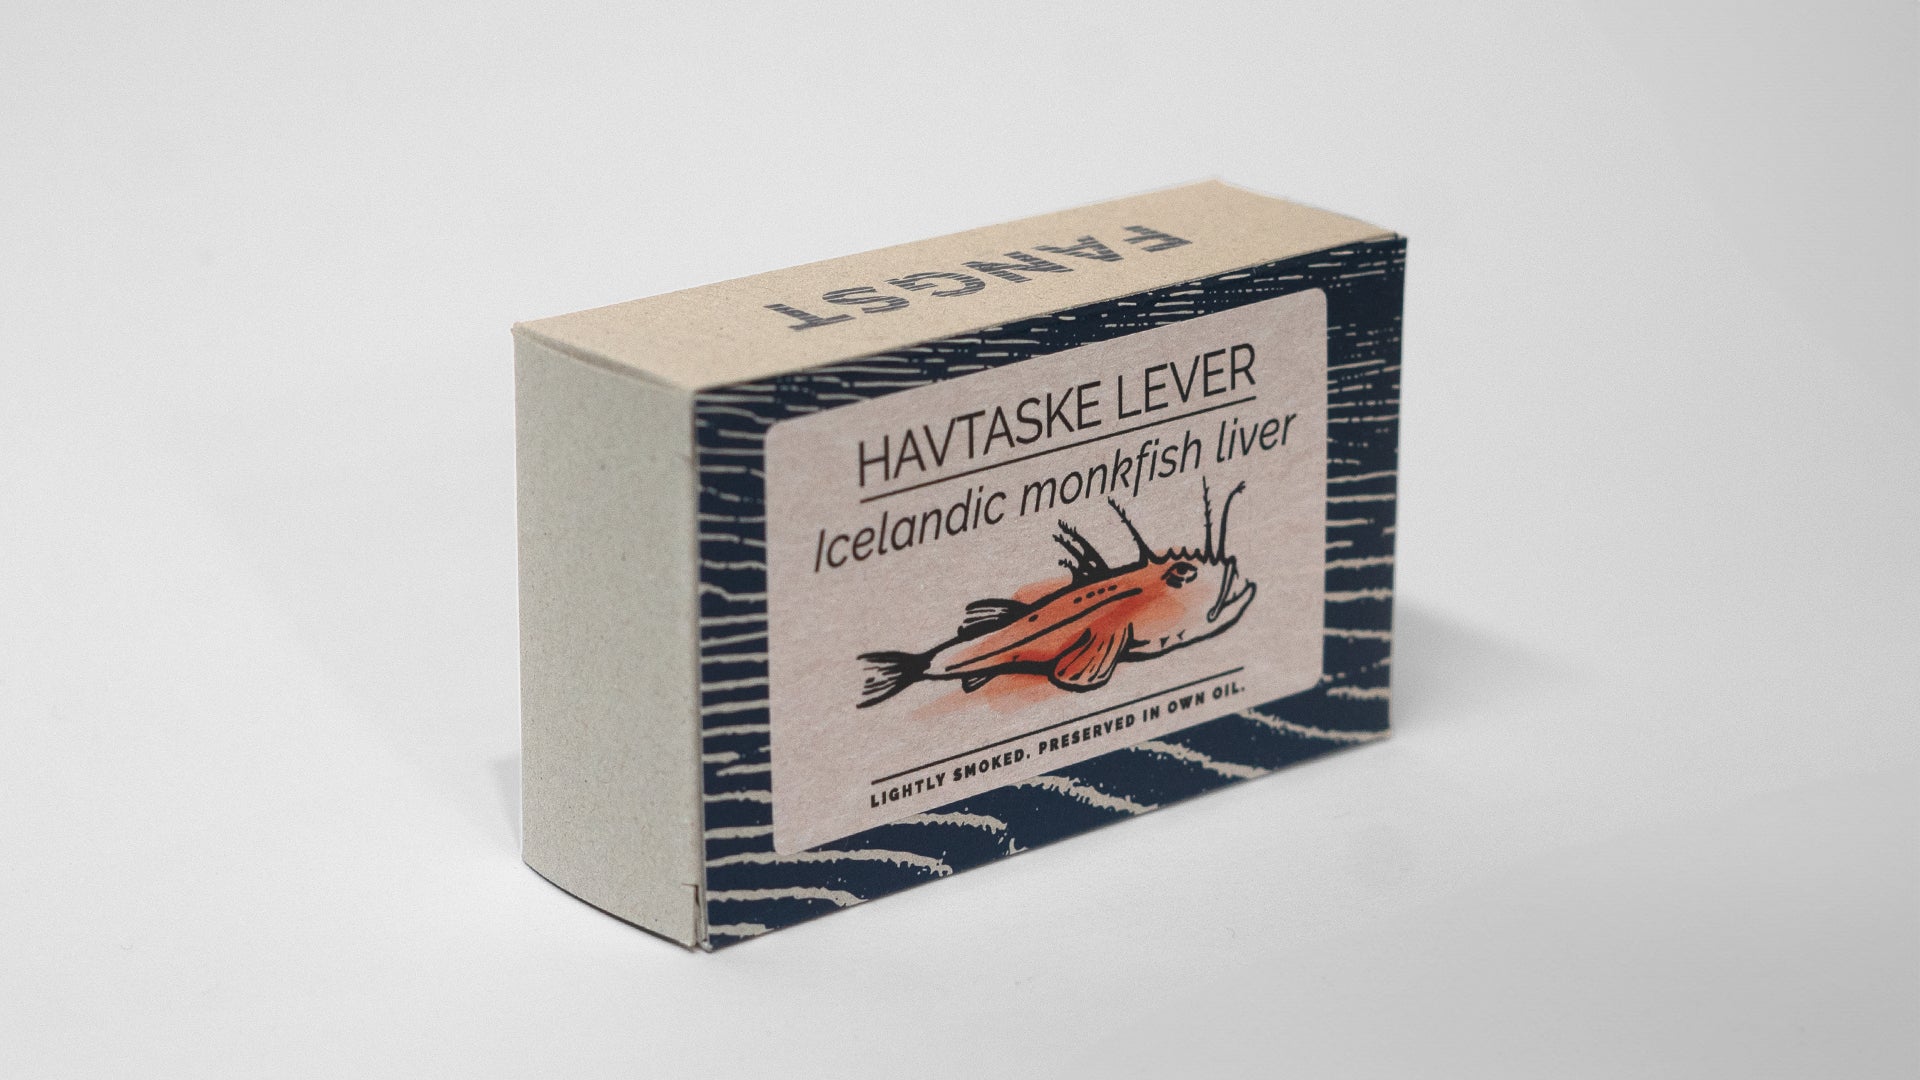 FANGST
HAVTASKE LEVER
Icelandic monkfish liver
LIGHTLY SMOKED. PRESERVED IN OWN OIL.